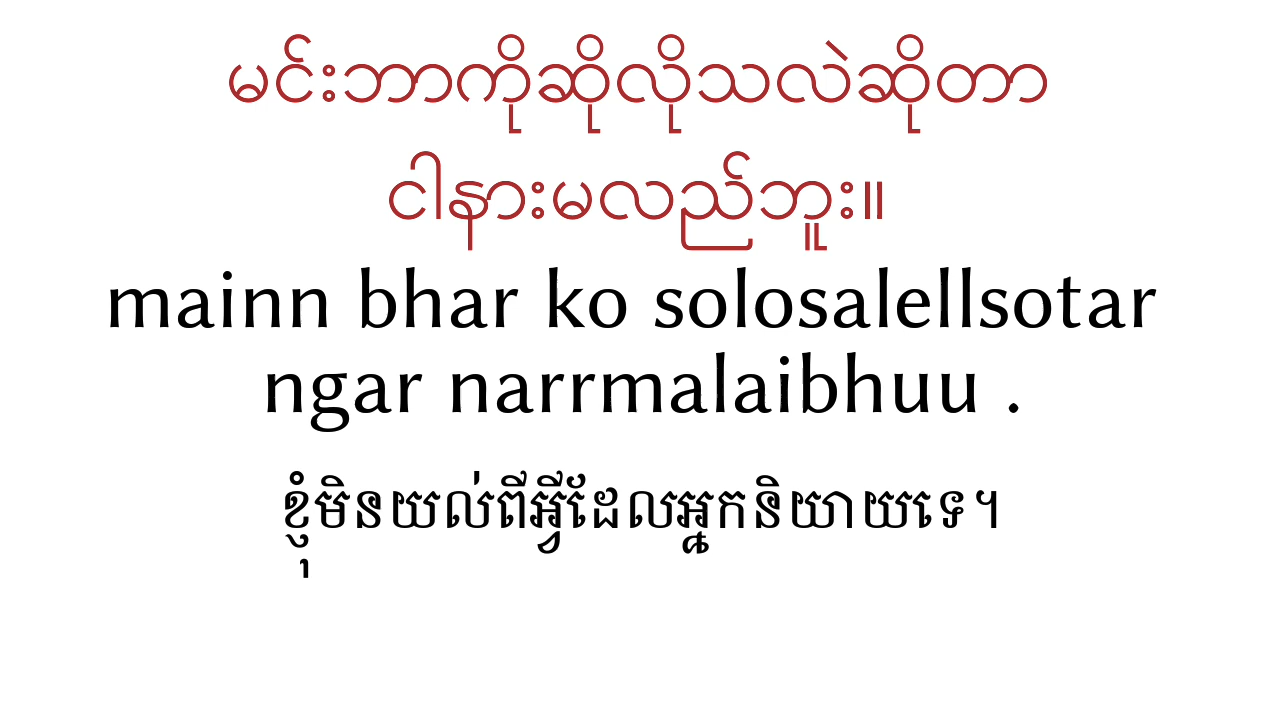 မင်းဘာကိုဆိုလိုသလဲဆိုတာ
ငါနားမလည်ဘူး။
mainn bhar ko solosalellsotar
ngar narrmalaibhuu .
ខ្ញុំមិនយល់ពីអ្វីដែលអ្នកនិយាយទេ។